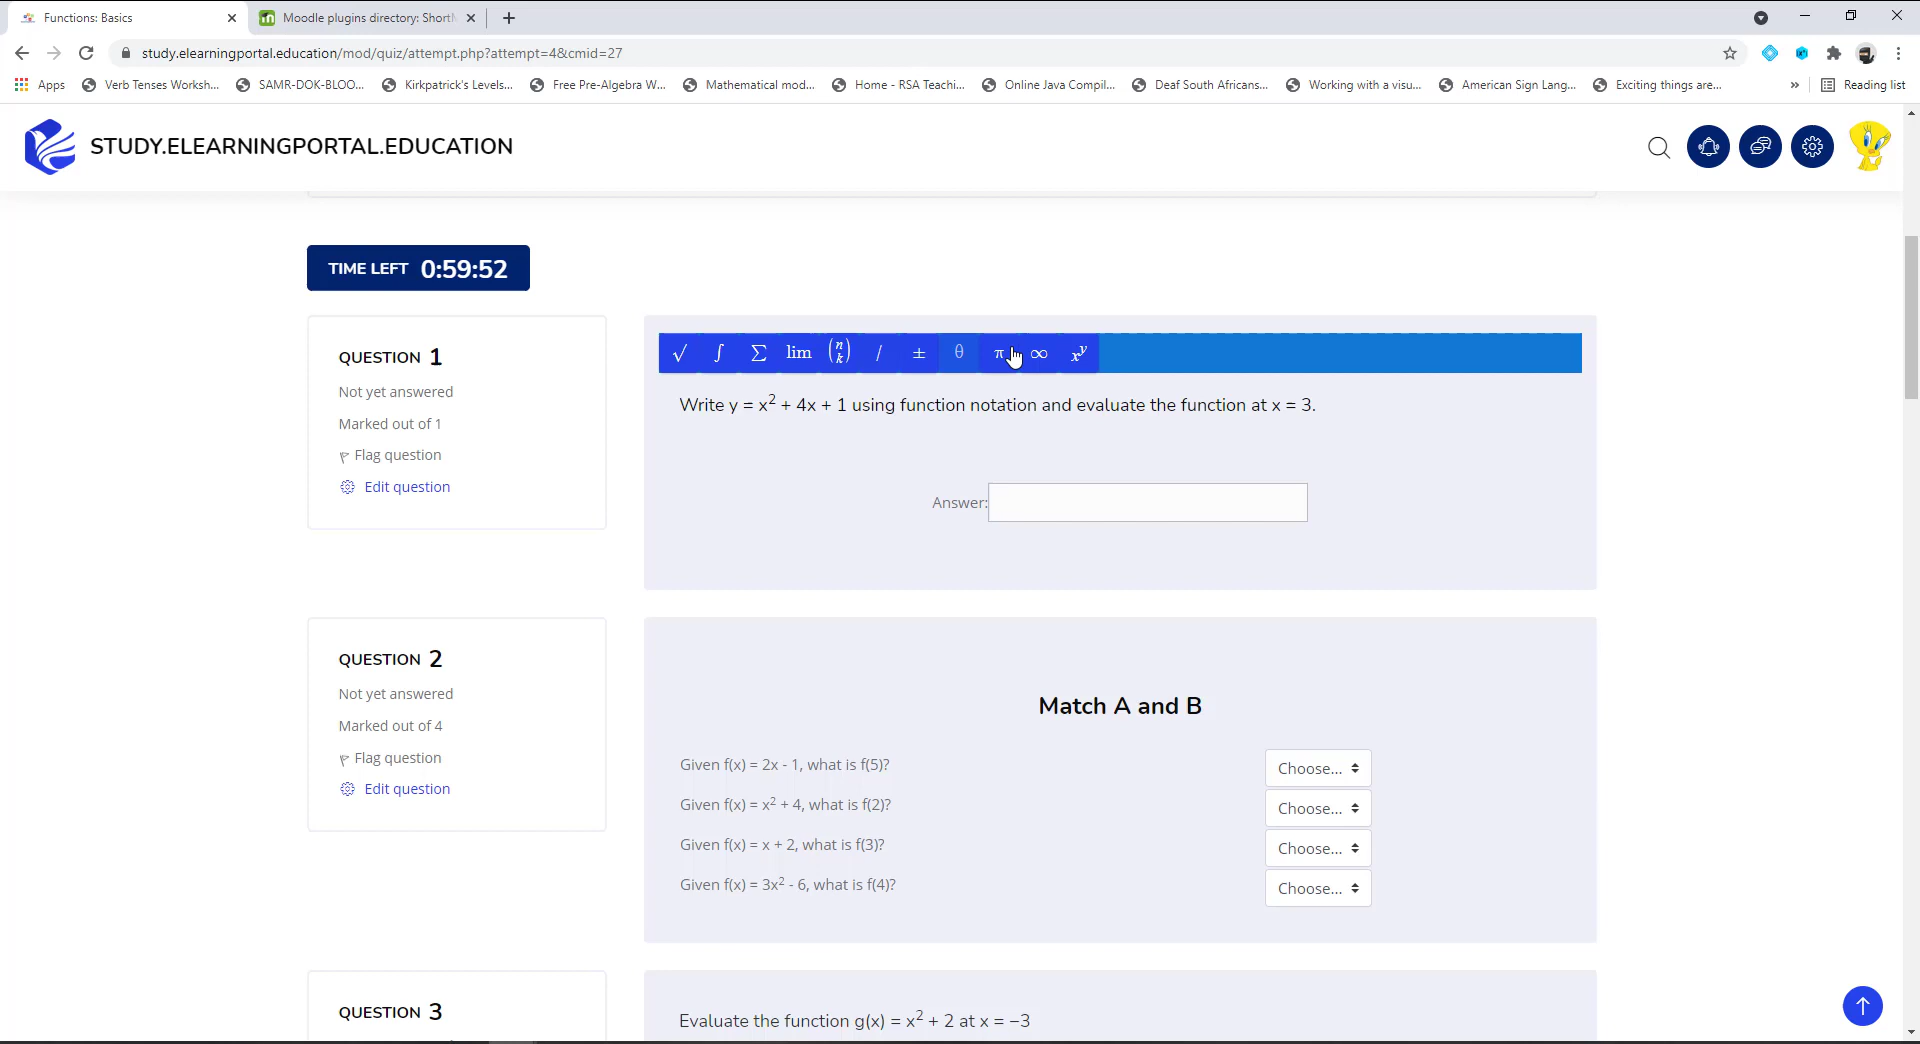 Functions: Basics
Moodle plugins directory: Short
study.elearningportal.education/mod/quiz/attempt.php?attempt=4&cmid=27
Apps
Verb Tenses Worksh...
SAMR-DOK-BLOO...
Kirkpatrick's Levels...
Free Pre-Algebra W...
Mathematical mod...
Home - RSA Teachi...
Online Java Compil...
Deaf South Africans...
Working with a visu...
American Sign Lang...
Exciting things are...
»
Reading list
STUDY.ELEARNINGPORTAL.EDUCATION
TIME LEFT 0:59:52
QUESTION 1
Not yet answered
Marked out of 1
Flag question
Edit question
√ ∫ ∑ lim (n k) / ± θ π ∞ xʸ
Write y = x² + 4x + 1 using function notation and evaluate the function at x = 3.
Answer:
QUESTION 2
Not yet answered
Marked out of 4
Flag question
Edit question
Match A and B
Given f(x) = 2x - 1, what is f(5)? Choose...
Given f(x) = x² + 4, what is f(2)? Choose...
Given f(x) = x + 2, what is f(3)? Choose...
Given f(x) = 3x² - 6, what is f(4)? Choose...
QUESTION 3
Evaluate the function g(x) = x² + 2 at x = −3